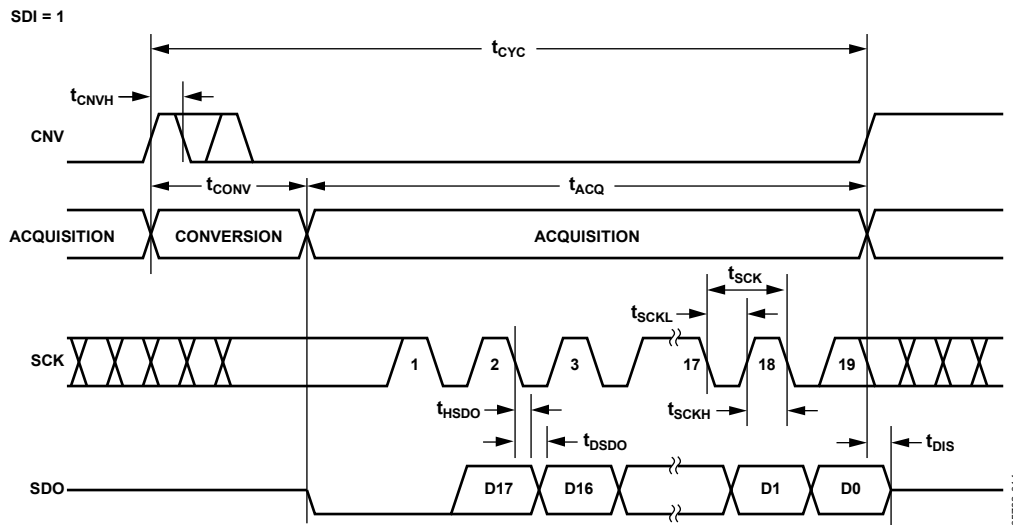 SDI = 1
tCYC
tCNVH
CNV
tCONV tACQ
ACQUISITION CONVERSION ACQUISITION
tSCK
tSCKL
SCK 1 2 3 17 18 19
tHSDO tSCKH
tDSDO tDIS
SDO D17 D16 D1 D0